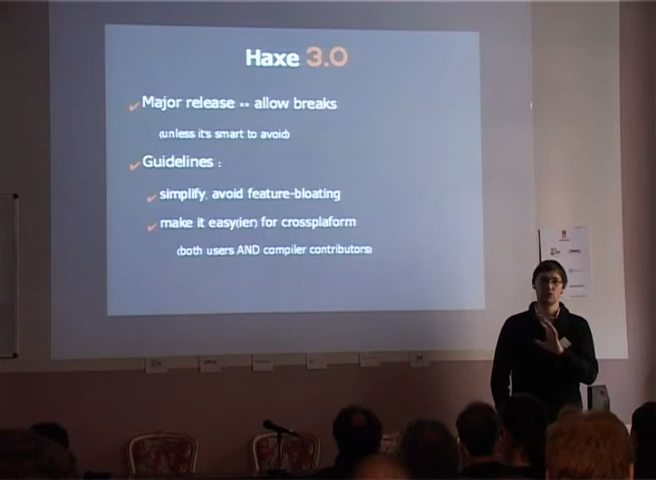 Haxe 3.0
Major release -- allow breaks
(unless it's smart to avoid)
Guidelines :
simplify, avoid feature-bloating
make it easy(ier) for crossplaform
(both users AND compiler contributors)